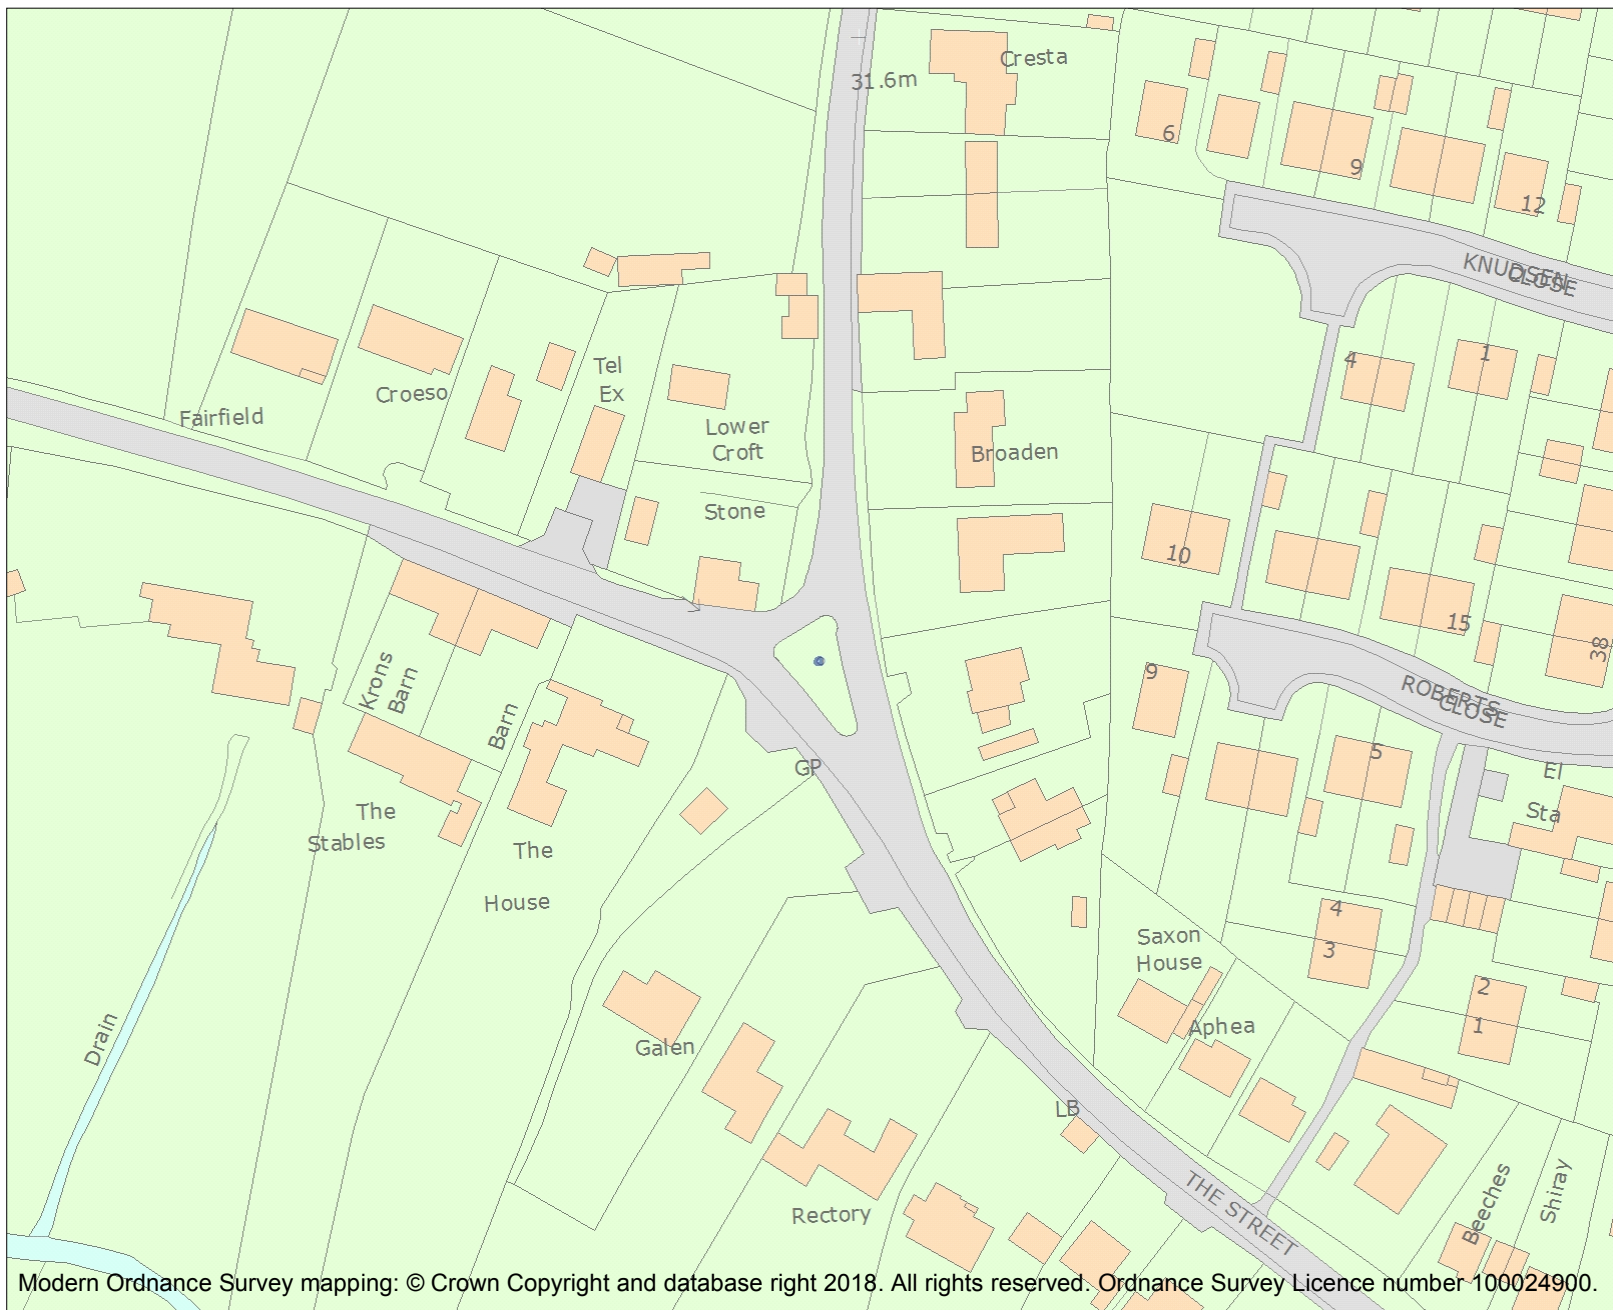 Cresta
31.6m
6
9
12
KNUDSEN
CLOSE
Tel
Ex
4
1
Croeso
Fairfield
Lower
Croft
Broaden
Stone
10
15
38
Krons
Barn
9
ROBERTS
CLOSE
Barn
GP
5
El
Sta
The
Stables
The
House
4
3
Saxon
House
2
1
Aphea
Drain
Galen
LB
THE STREET
Rectory
Beeches
Shiray
Modern Ordnance Survey mapping: © Crown Copyright and database right 2018. All rights reserved. Ordnance Survey Licence number 100024900.